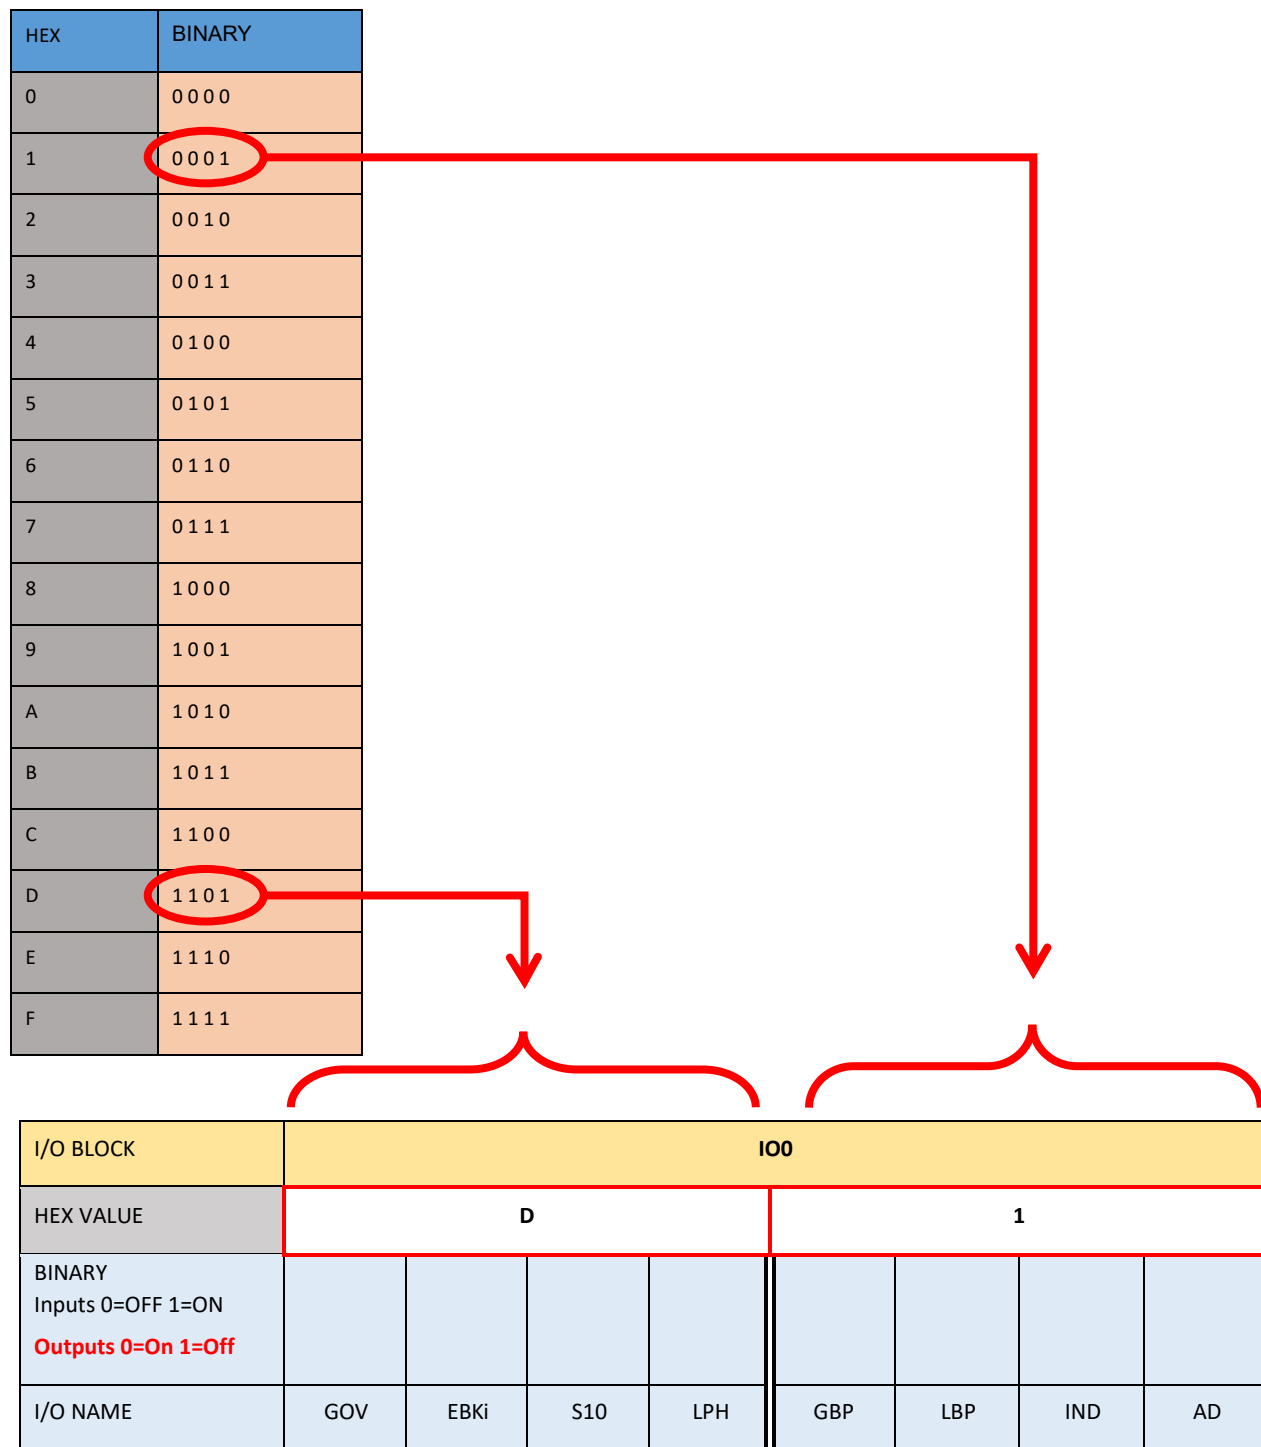 HEX BINARY
0 0 0 0 0
1 0 0 0 1
2 0 0 1 0
3 0 0 1 1
4 0 1 0 0
5 0 1 0 1
6 0 1 1 0
7 0 1 1 1
8 1 0 0 0
9 1 0 0 1
A 1 0 1 0
B 1 0 1 1
C 1 1 0 0
D 1 1 0 1
E 1 1 1 0
F 1 1 1 1
I/O BLOCK IO0
HEX VALUE D 1
BINARY
Inputs 0=OFF 1=ON
Outputs 0=On 1=Off
I/O NAME GOV EBKi S10 LPH GBP LBP IND AD